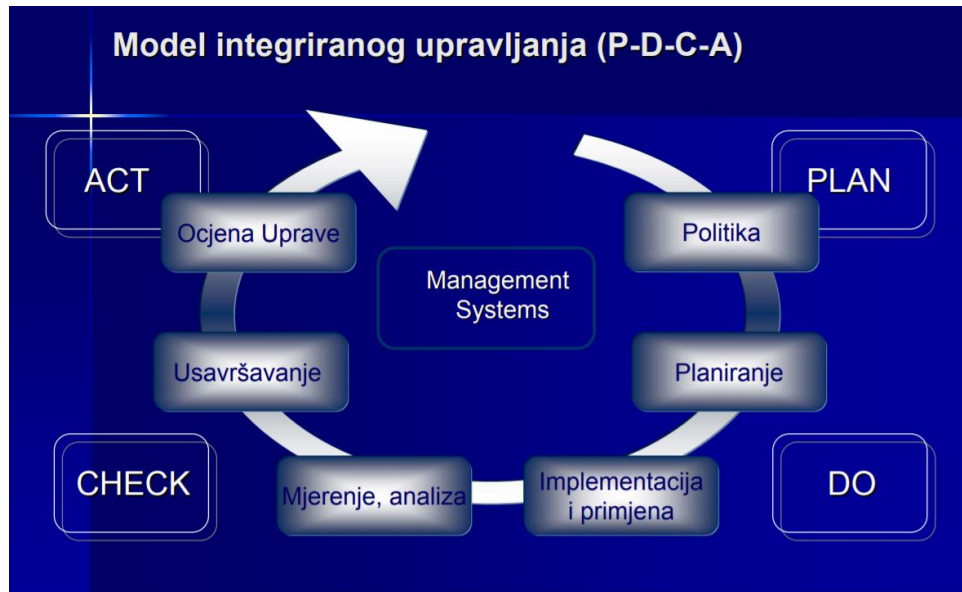 Model integriranog upravljanja (P-D-C-A)
ACT
PLAN
Ocjena Uprave
Politika
Management
Systems
Usavršavanje
Planiranje
CHECK
DO
Mjerenje, analiza
Implementacija
i primjena